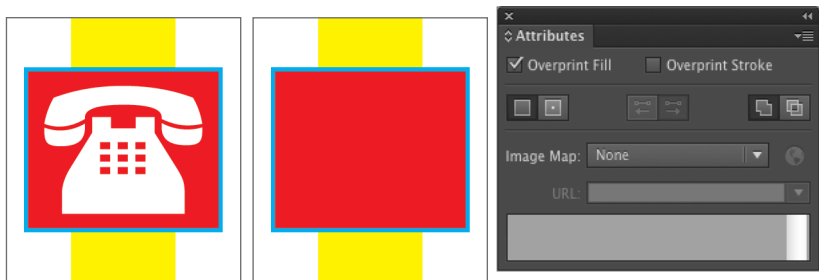 Attributes
Overprint Fill Overprint Stroke
Image Map: None
URL: